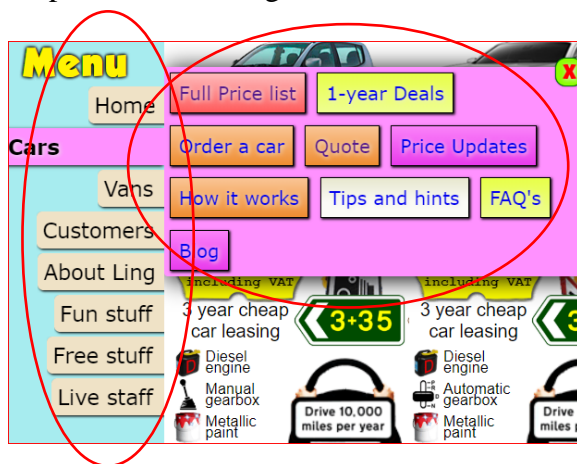 Menu
Home
Cars
Vans
Customers
About Ling
Fun stuff
Free stuff
Live staff
X
Full Price list
1-year Deals
Order a car
Quote
Price Updates
How it works
Tips and hints
FAQ's
Blog
including VAT
3 year cheap
car leasing
3+35
Diesel
engine
Manual
gearbox
Metallic
paint
Drive 10,000
miles per year
including VAT
3 year cheap
car leasing
Diesel
engine
Automatic
gearbox
Metallic
paint
Drive
miles